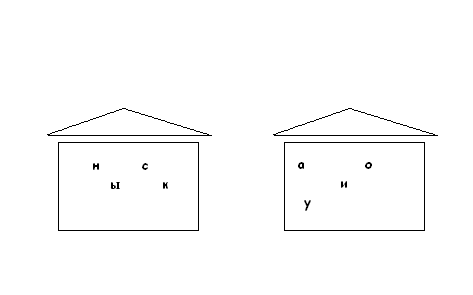 н с
ы к
а о
и
у